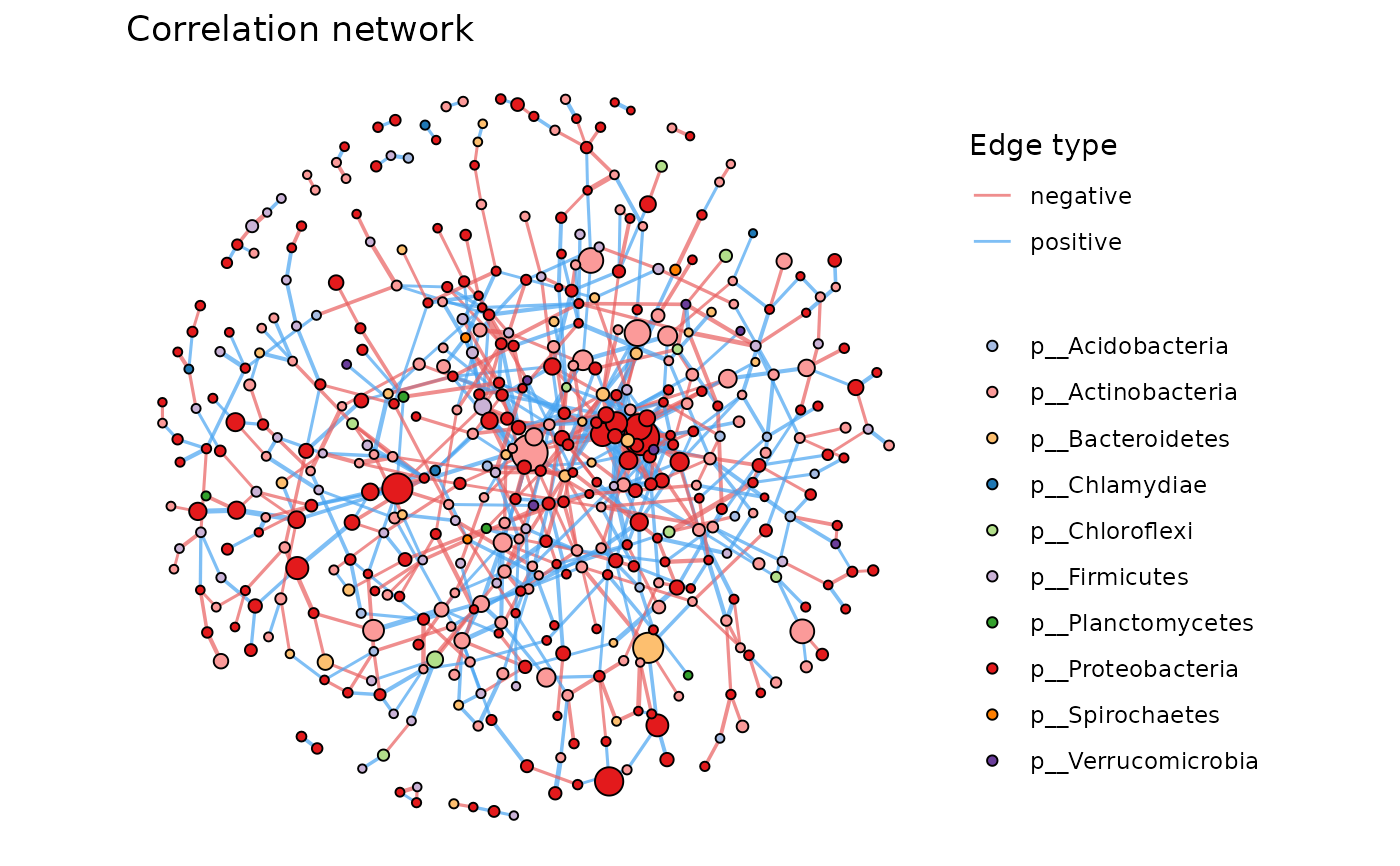 Correlation network
Edge type
negative
positive
p__Acidobacteria
p__Actinobacteria
p__Bacteroidetes
p__Chlamydiae
p__Chloroflexi
p__Firmicutes
p__Planctomycetes
p__Proteobacteria
p__Spirochaetes
p__Verrucomicrobia